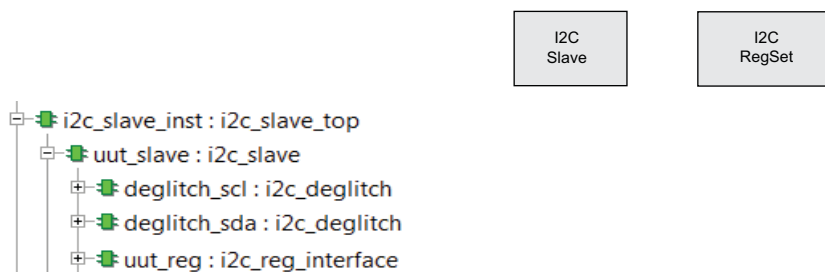 I2C
Slave
I2C
RegSet
i2c_slave_inst : i2c_slave_top
uut_slave : i2c_slave
deglitch_scl : i2c_deglitch
deglitch_sda : i2c_deglitch
uut_reg : i2c_reg_interface